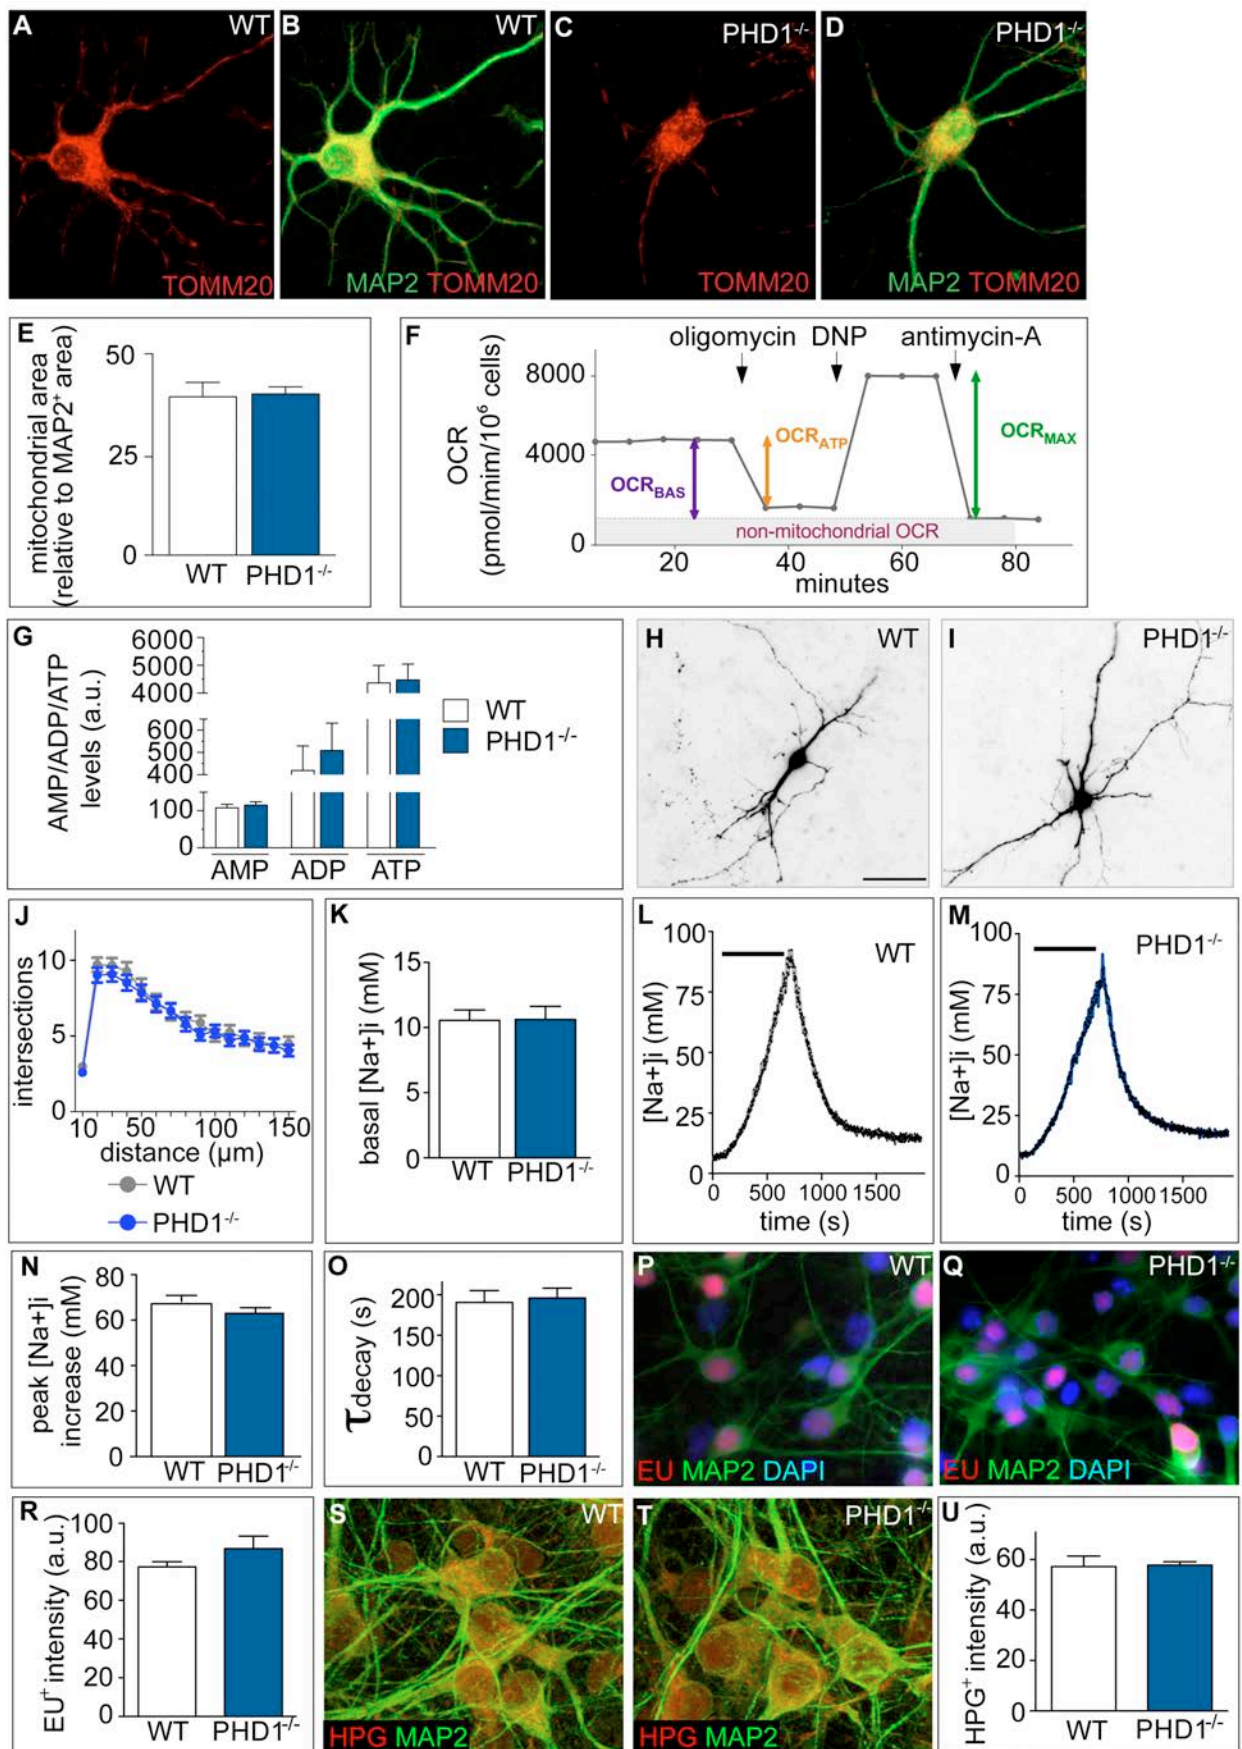 A WT
B WT
C PHD1-/-
D PHD1-/-
TOMM20
MAP2 TOMM20
TOMM20
MAP2 TOMM20
E
mitochondrial area
(relative to MAP2+ area)
50
25
0
WT PHD1-/-
F
oligomycin DNP antimycin-A
OCR
(pmol/mim/10^6 cells)
8000
4000
0
OCR_BAS
OCR_ATP
OCR_MAX
non-mitochondrial OCR
20 40 60 80
minutes
G
AMP/ADP/ATP
levels (a.u.)
6000
5000
4000
600
500
400
100
0
AMP ADP ATP
WT
PHD1-/-
H WT
I PHD1-/-
J
intersections
10
5
0
10 50 100 150
distance (µm)
WT
PHD1-/-
K
basal [Na+]i (mM)
15
10
5
0
WT PHD1-/-
L WT
[Na+]i (mM)
100
75
50
25
0
0 500 1000 1500
time (s)
M PHD1-/-
[Na+]i (mM)
100
75
50
25
0
0 500 1000 1500
time (s)
N
peak [Na+]i
increase (mM)
80
60
40
20
0
WT PHD1-/-
O
τdecay (s)
200
150
100
50
0
WT PHD1-/-
P WT
EU MAP2 DAPI
Q PHD1-/-
EU MAP2 DAPI
R
EU+ intensity (a.u.)
100
80
60
40
20
0
WT PHD1-/-
S WT
HPG MAP2
T PHD1-/-
HPG MAP2
U
HPG+ intensity (a.u.)
60
40
20
0
WT PHD1-/-